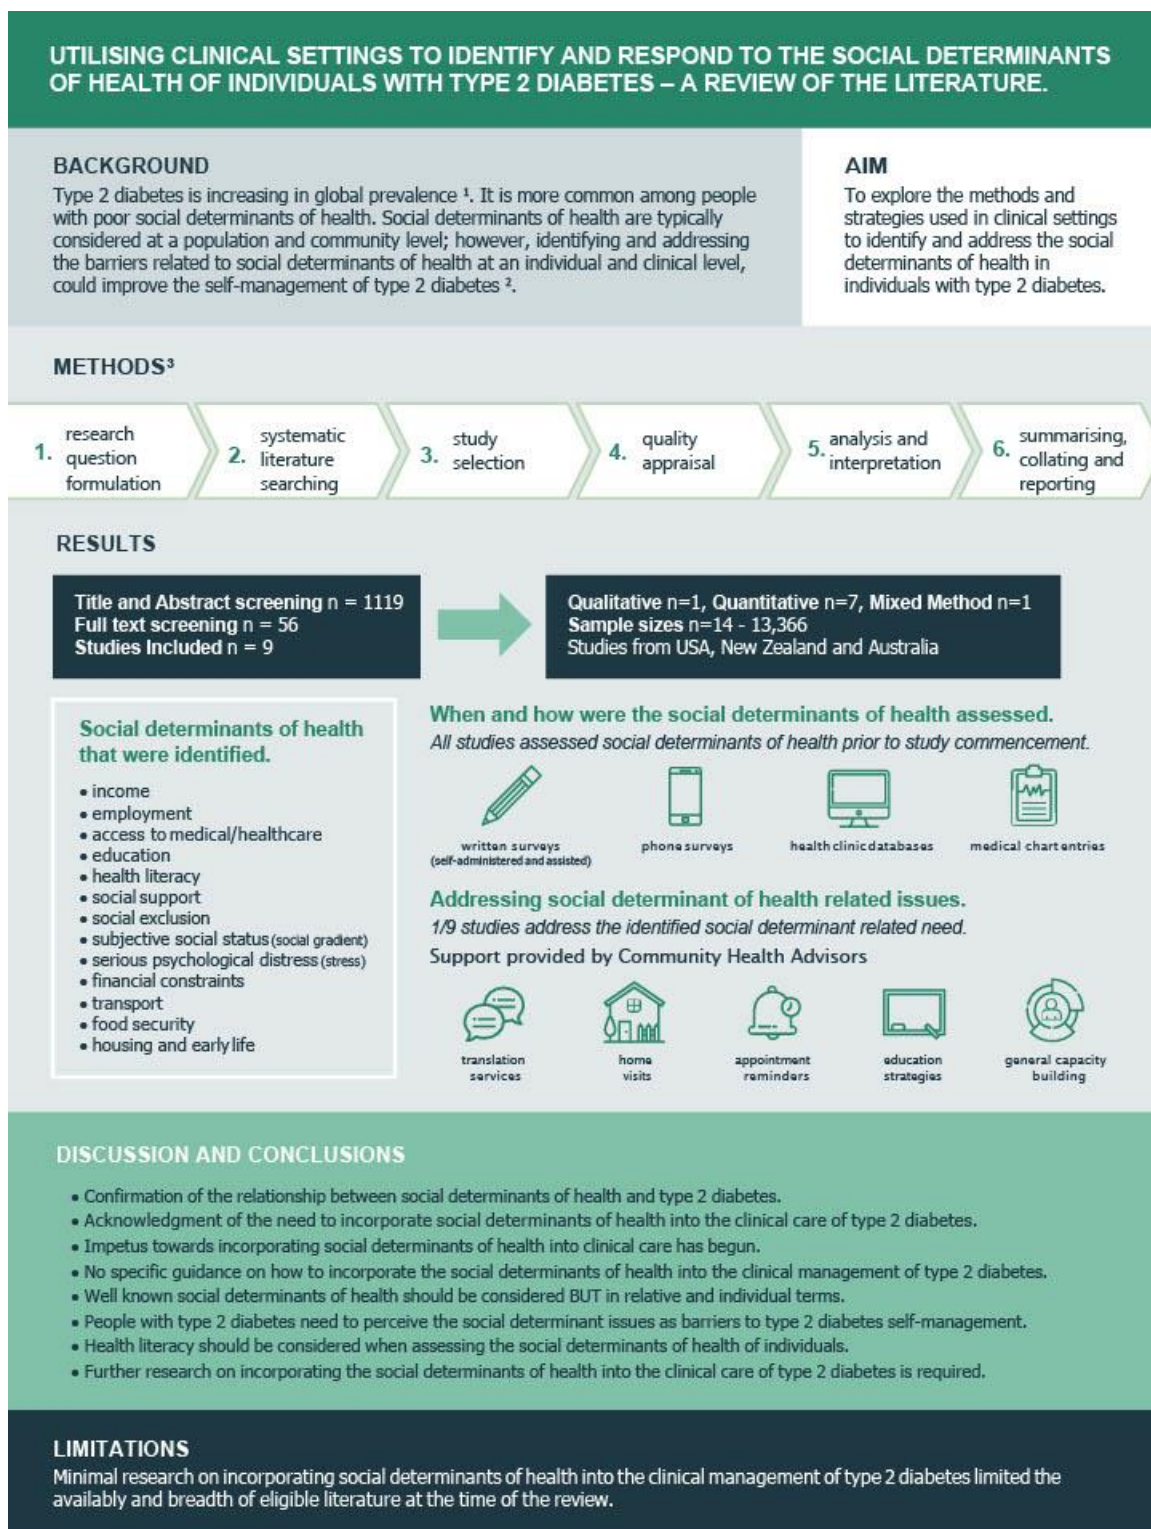 UTILISING CLINICAL SETTINGS TO IDENTIFY AND RESPOND TO THE SOCIAL DETERMINANTS
OF HEALTH OF INDIVIDUALS WITH TYPE 2 DIABETES – A REVIEW OF THE LITERATURE.
BACKGROUND
Type 2 diabetes is increasing in global prevalence ¹. It is more common among people
with poor social determinants of health. Social determinants of health are typically
considered at a population and community level; however, identifying and addressing
the barriers related to social determinants of health at an individual and clinical level,
could improve the self-management of type 2 diabetes ².
AIM
To explore the methods and
strategies used in clinical settings
to identify and address the social
determinants of health in
individuals with type 2 diabetes.
METHODS³
1. research
question
formulation
2. systematic
literature
searching
3. study
selection
4. quality
appraisal
5. analysis and
interpretation
6. summarising,
collating and
reporting
RESULTS
Title and Abstract screening n = 1119
Full text screening n = 56
Studies Included n = 9
Qualitative n=1, Quantitative n=7, Mixed Method n=1
Sample sizes n=14 - 13,366
Studies from USA, New Zealand and Australia
Social determinants of health
that were identified.
• income
• employment
• access to medical/healthcare
• education
• health literacy
• social support
• social exclusion
• subjective social status (social gradient)
• serious psychological distress (stress)
• financial constraints
• transport
• food security
• housing and early life
When and how were the social determinants of health assessed.
All studies assessed social determinants of health prior to study commencement.
written surveys
(self-administered and assisted)
phone surveys
health clinic databases
medical chart entries
Addressing social determinant of health related issues.
1/9 studies address the identified social determinant related need.
Support provided by Community Health Advisors
translation
services
home
visits
appointment
reminders
education
strategies
general capacity
building
DISCUSSION AND CONCLUSIONS
• Confirmation of the relationship between social determinants of health and type 2 diabetes.
• Acknowledgment of the need to incorporate social determinants of health into the clinical care of type 2 diabetes.
• Impetus towards incorporating social determinants of health into clinical care has begun.
• No specific guidance on how to incorporate the social determinants of health into the clinical management of type 2 diabetes.
• Well known social determinants of health should be considered BUT in relative and individual terms.
• People with type 2 diabetes need to perceive the social determinant issues as barriers to type 2 diabetes self-management.
• Health literacy should be considered when assessing the social determinants of health of individuals.
• Further research on incorporating the social determinants of health into the clinical care of type 2 diabetes is required.
LIMITATIONS
Minimal research on incorporating social determinants of health into the clinical management of type 2 diabetes limited the
availably and breadth of eligible literature at the time of the review.